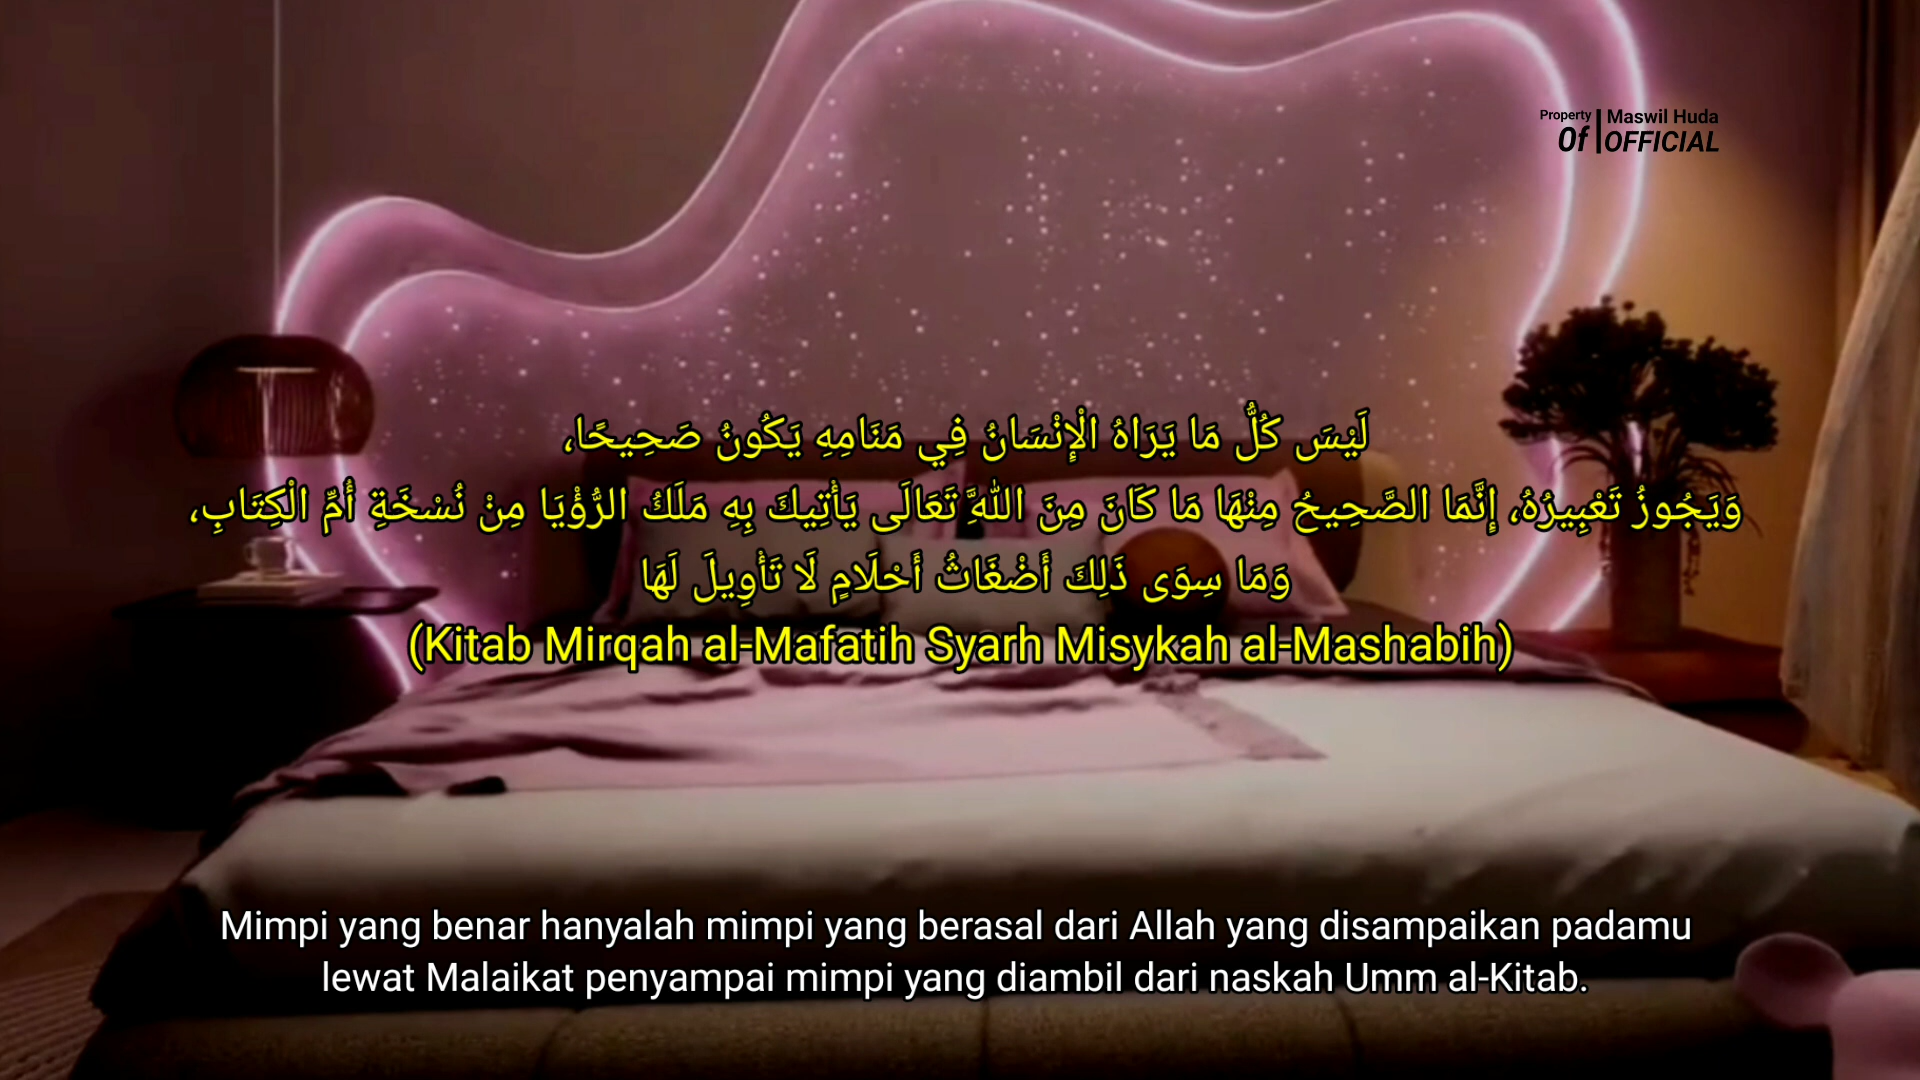 Property
Of
Maswil Huda
OFFICIAL
لَيْسَ كُلُّ مَا يَرَاهُ الْإِنْسَانُ فِي مَنَامِهِ يَكُونُ صَحِيحًا،
وَيَجُوزُ تَعْبِيرُهُ، إِنَّمَا الصَّحِيحُ مِنْهَا مَا كَانَ مِنَ اللَّهِ تَعَالَى يَأْتِيكَ بِهِ مَلَكُ الرُّؤْيَا مِنْ نُسْخَةِ أُمِّ الْكِتَابِ،
وَمَا سِوَى ذَلِكَ أَضْغَاثُ أَحْلَامٍ لَا تَأْوِيلَ لَهَا
(Kitab Mirqah al-Mafatih Syarh Misykah al-Mashabih)
Mimpi yang benar hanyalah mimpi yang berasal dari Allah yang disampaikan padamu
lewat Malaikat penyampai mimpi yang diambil dari naskah Umm al-Kitab.